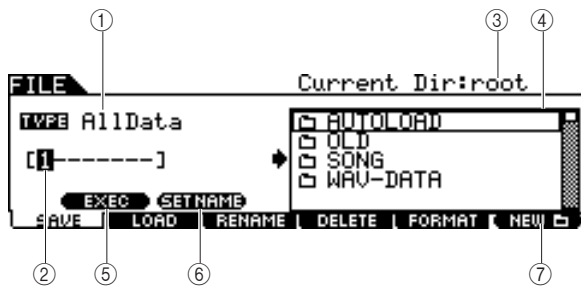 ① ③ ④
FILE Current Dir:root
TYPE AllData
[1-------]
AUTOLOAD
OLD
SONG
WAV-DATA
EXEC SETNAME
SAVE LOAD RENAME DELETE FORMAT NEW
② ⑤ ⑥ ⑦